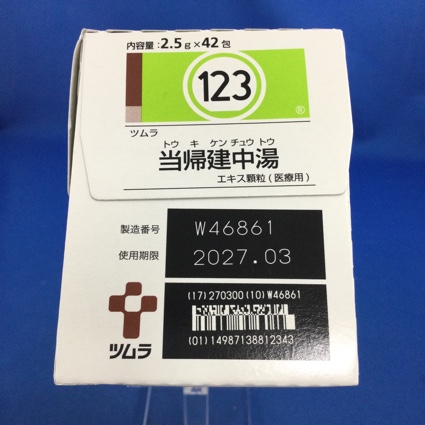 内容量:2.5g×42包
123
®
ツムラ
トウ キ ケン チュウ トウ
当帰建中湯
エキス顆粒(医療用)
製造番号 W46861
使用期限 2027.03
(17)270300(10)W46861
(01)14987138812343
ツムラ